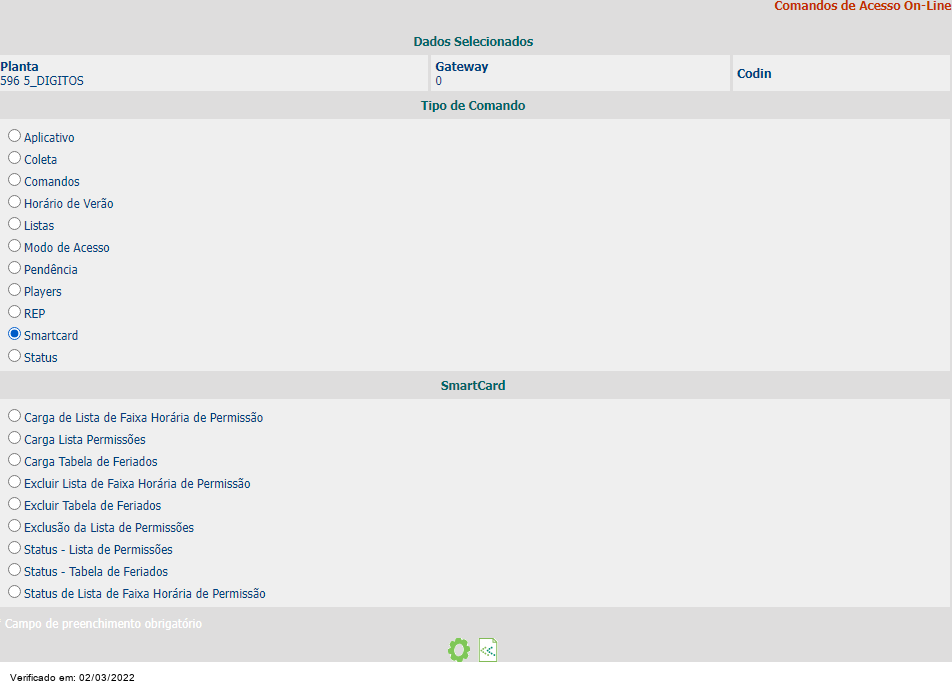 Comandos de Acesso On-Line
Dados Selecionados
Planta
596 5_DIGITOS
Gateway
0
Codin
Tipo de Comando
Aplicativo
Coleta
Comandos
Horário de Verão
Listas
Modo de Acesso
Pendência
Players
REP
Smartcard
Status
SmartCard
Carga de Lista de Faixa Horária de Permissão
Carga Lista Permissões
Carga Tabela de Feriados
Excluir Lista de Faixa Horária de Permissão
Excluir Tabela de Feriados
Exclusão da Lista de Permissões
Status - Lista de Permissões
Status - Tabela de Feriados
Status de Lista de Faixa Horária de Permissão
* Campo de preenchimento obrigatório
Verificado em: 02/03/2022